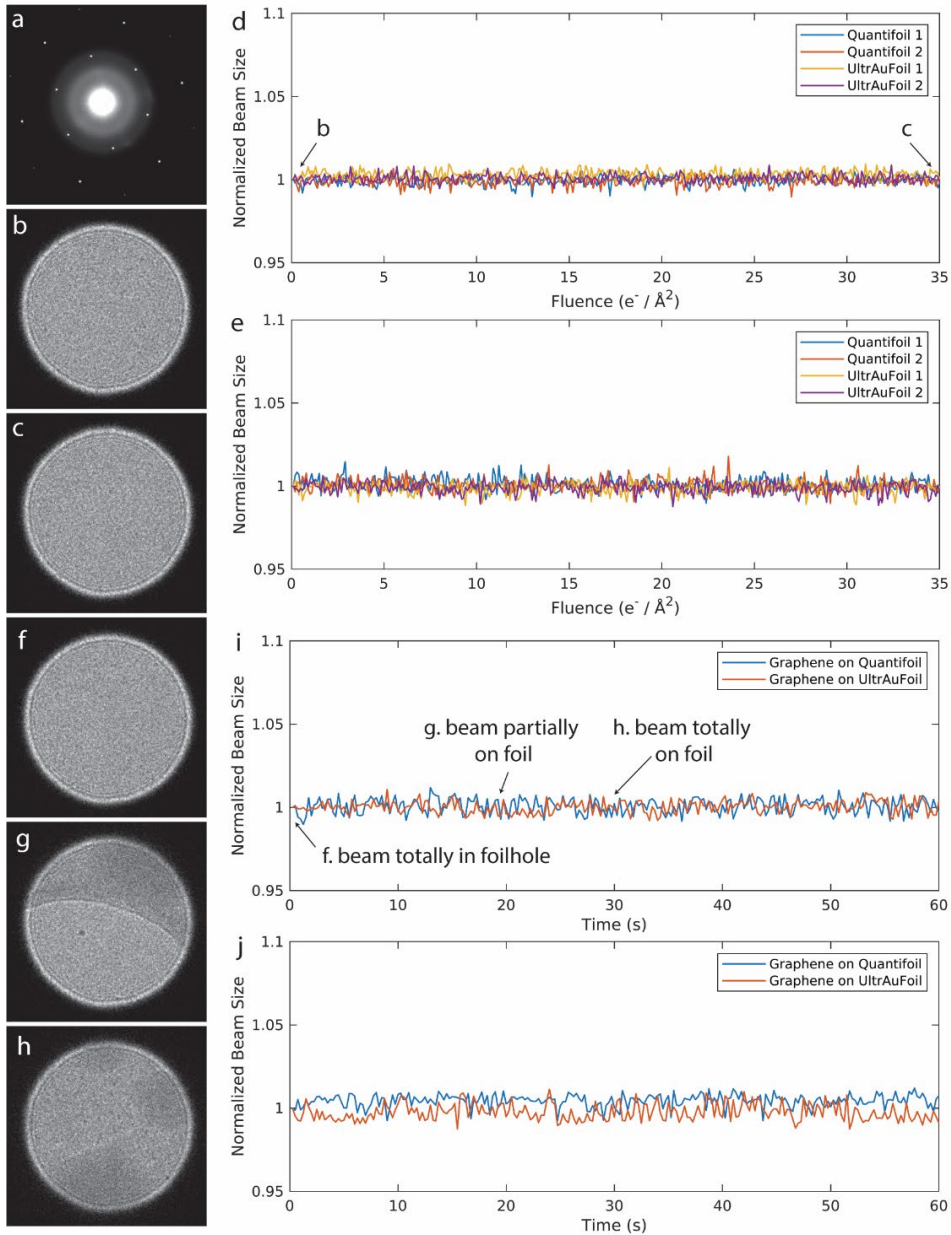 a
b
c
f
g
h
d
Normalized Beam Size
1.1
1.05
1
0.95
0 5 10 15 20 25 30 35
Fluence (e⁻ / Å²)
Quantifoil 1
Quantifoil 2
UltrAuFoil 1
UltrAuFoil 2
b
c
e
Normalized Beam Size
1.1
1.05
1
0.95
0 5 10 15 20 25 30 35
Fluence (e⁻ / Å²)
Quantifoil 1
Quantifoil 2
UltrAuFoil 1
UltrAuFoil 2
i
Normalized Beam Size
1.1
1.05
1
0.95
0 10 20 30 40 50 60
Time (s)
Graphene on Quantifoil
Graphene on UltrAuFoil
g. beam partially
on foil
h. beam totally
on foil
f. beam totally in foilhole
j
Normalized Beam Size
1.1
1.05
1
0.95
0 10 20 30 40 50 60
Time (s)
Graphene on Quantifoil
Graphene on UltrAuFoil